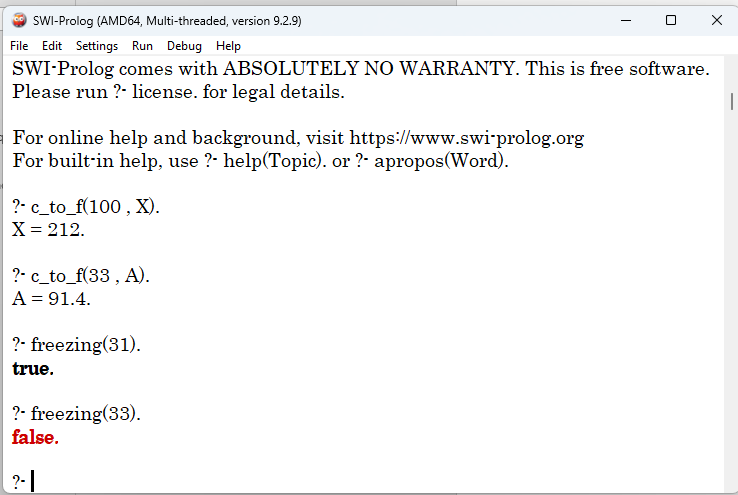 SWI-Prolog (AMD64, Multi-threaded, version 9.2.9)
File Edit Settings Run Debug Help
SWI-Prolog comes with ABSOLUTELY NO WARRANTY. This is free software.
Please run ?- license. for legal details.
For online help and background, visit https://www.swi-prolog.org
For built-in help, use ?- help(Topic). or ?- apropos(Word).
?- c_to_f(100 , X).
X = 212.
?- c_to_f(33 , A).
A = 91.4.
?- freezing(31).
true.
?- freezing(33).
false.
?-